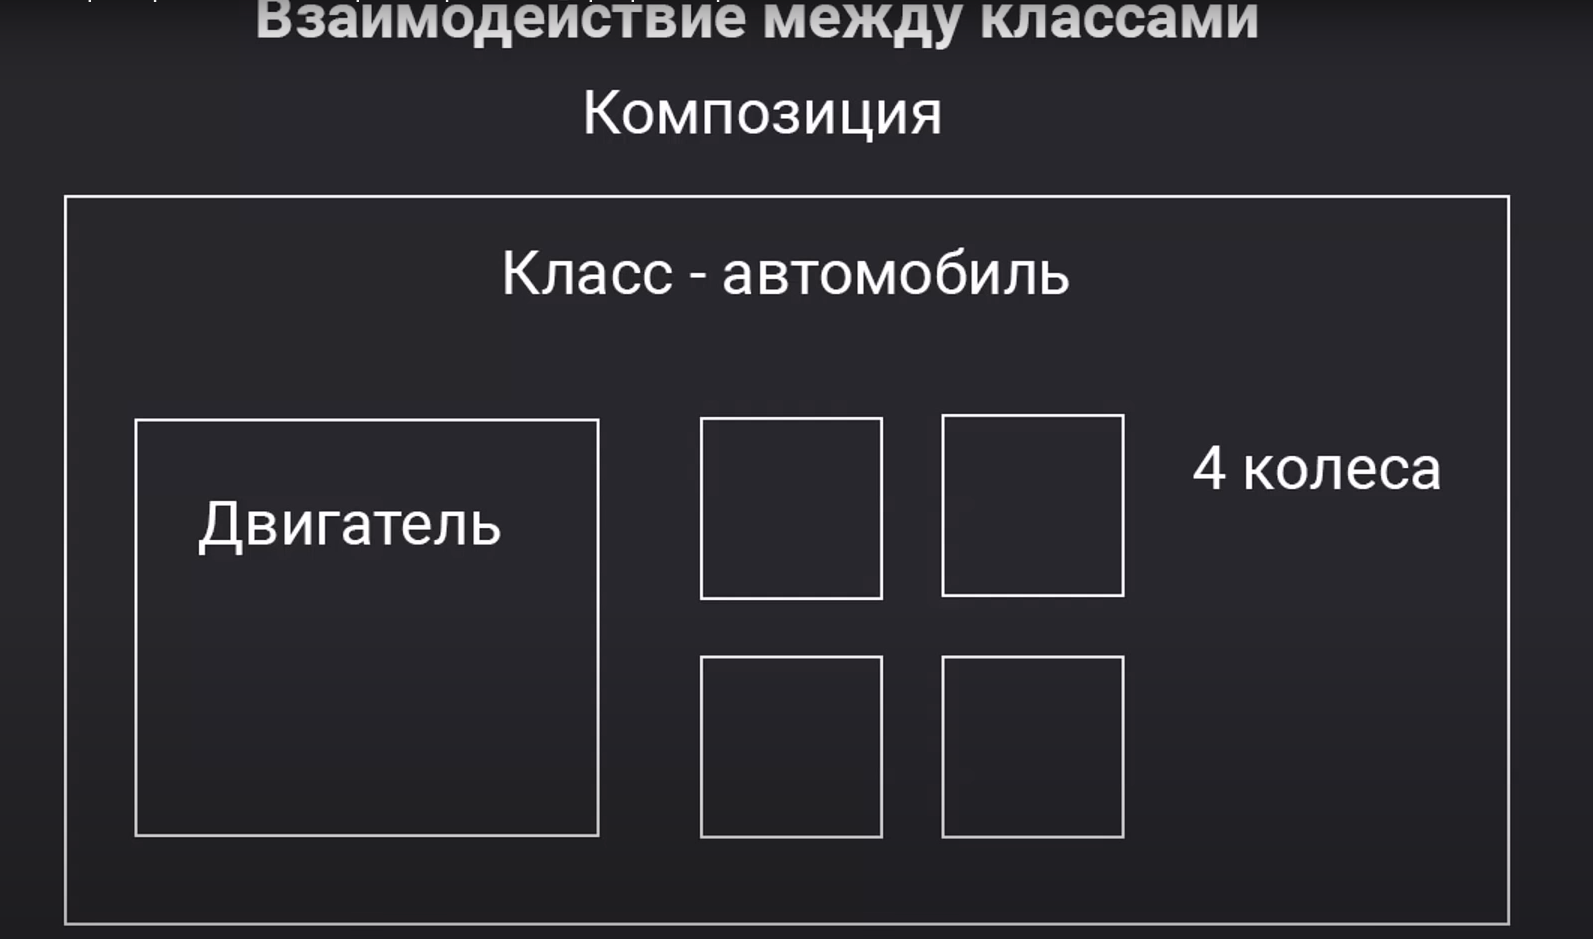 Взаимодействие между классами
Композиция
Класс - автомобиль
Двигатель
4 колеса